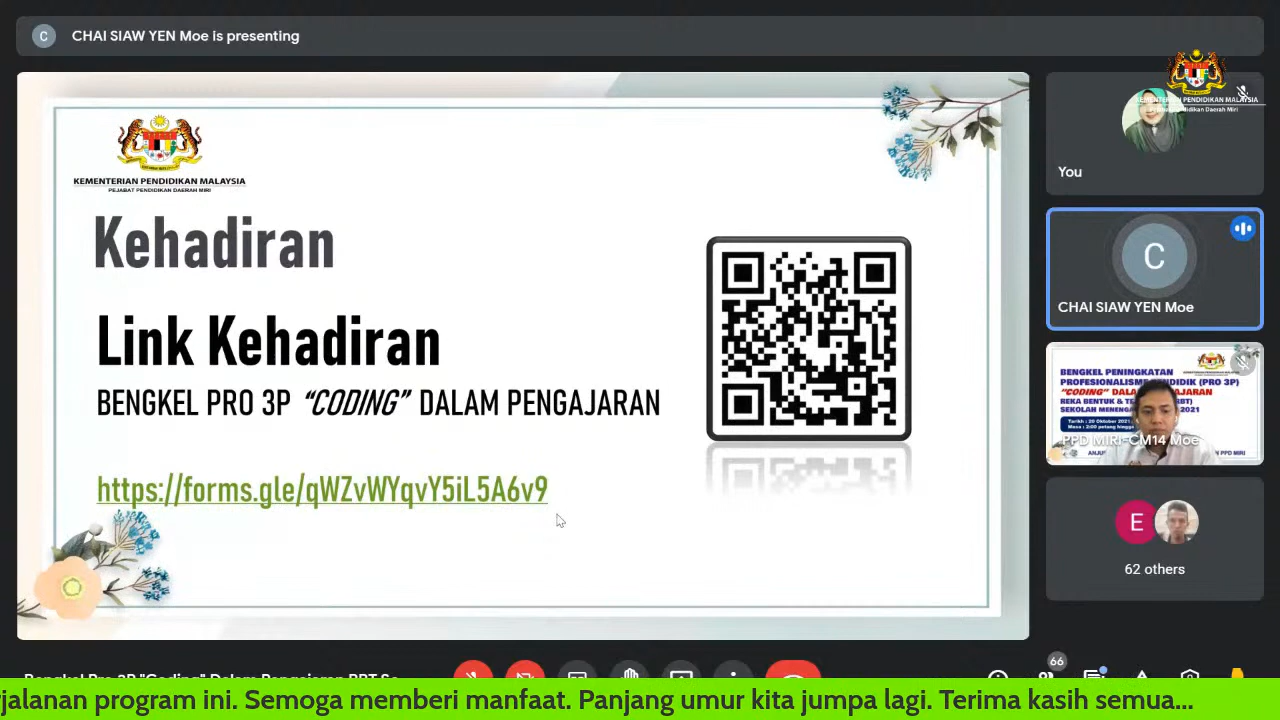 C
CHAI SIAW YEN Moe is presenting
KEMENTERIAN PENDIDIKAN MALAYSIA
PEJABAT PENDIDIKAN DAERAH MIRI
Kehadiran
Link Kehadiran
BENGKEL PRO 3P "CODING" DALAM PENGAJARAN
https://forms.gle/qWZvWYqvY5iL5A6v9
PENDIDIKAN MALAYSIA
You
C
CHAI SIAW YEN Moe
BENGKEL PENINGKATAN
PPD MIRI-CM14 Moe
E
62 others
66
Bengkel Pro 3P "Coding" Dalam Pengajaran
jalanan program ini. Semoga memberi manfaat. Panjang umur kita jumpa lagi. Terima kasih semua...